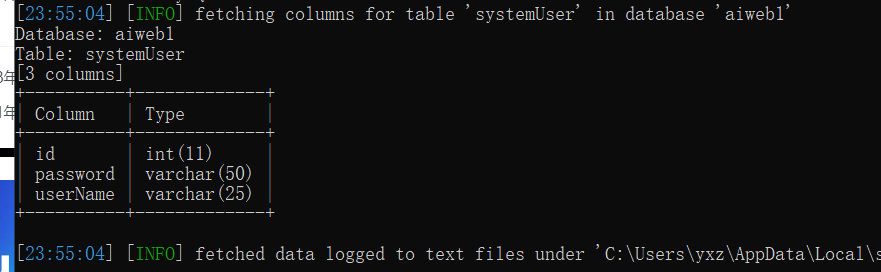 [23:55:04] [INFO] fetching columns for table 'systemUser' in database 'aiweb1'
Database: aiweb1
Table: systemUser
[3 columns]
+----------+-------------+
| Column   | Type        |
+----------+-------------+
| id       | int(11)     |
| password | varchar(50) |
| userName | varchar(25) |
+----------+-------------+
[23:55:04] [INFO] fetched data logged to text files under 'C:\Users\yxz\AppData\Local\s